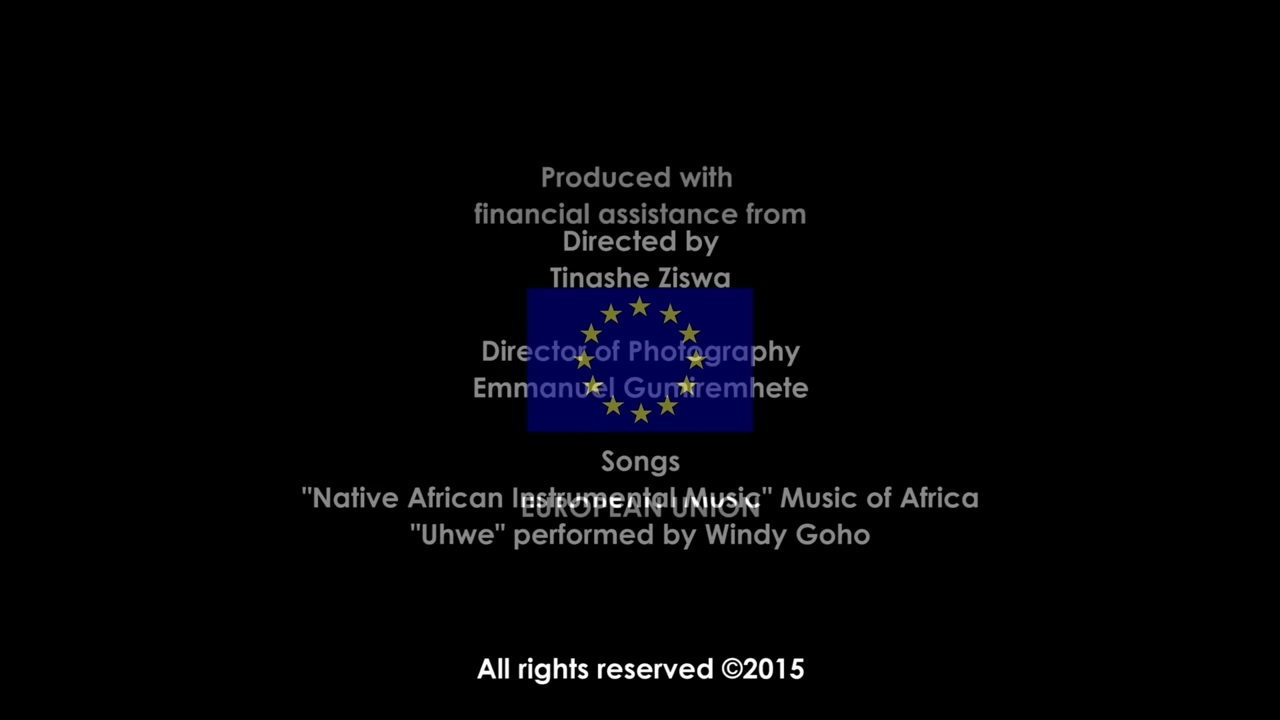 Produced with
financial assistance from
Directed by
Tinashe Ziswa
Director of Photography
Emmanuel Gumiremhete
Songs
"Native African Instrumental Music" Music of Africa
EUROPEAN UNION
"Uhwe" performed by Windy Goho
All rights reserved ©2015